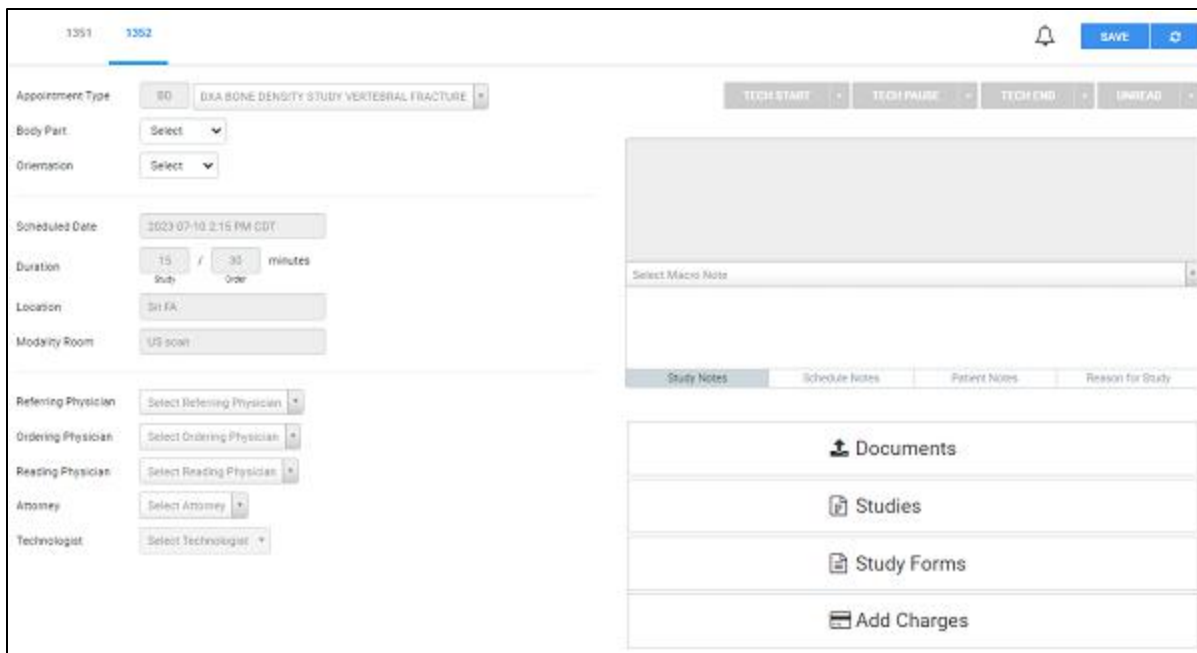 1351 1352
SAVE
Appointment Type BD DXA BONE DENSITY STUDY VERTEBRAL FRACTURE
TECH START TECH PAUSE TECH END UNREAD
Body Part Select
Orientation Select
Scheduled Date 2023-07-10 2:15 PM CDT
Duration 15 / 30 minutes
Study Order
Location
Modality Room US scan
Select Macro Note
Study Notes Schedule Notes Patient Notes Reason for Study
Referring Physician Select Referring Physician
Ordering Physician Select Ordering Physician
Reading Physician Select Reading Physician
Attorney Select Attorney
Technologist Select Technologist
Documents
Studies
Study Forms
Add Charges